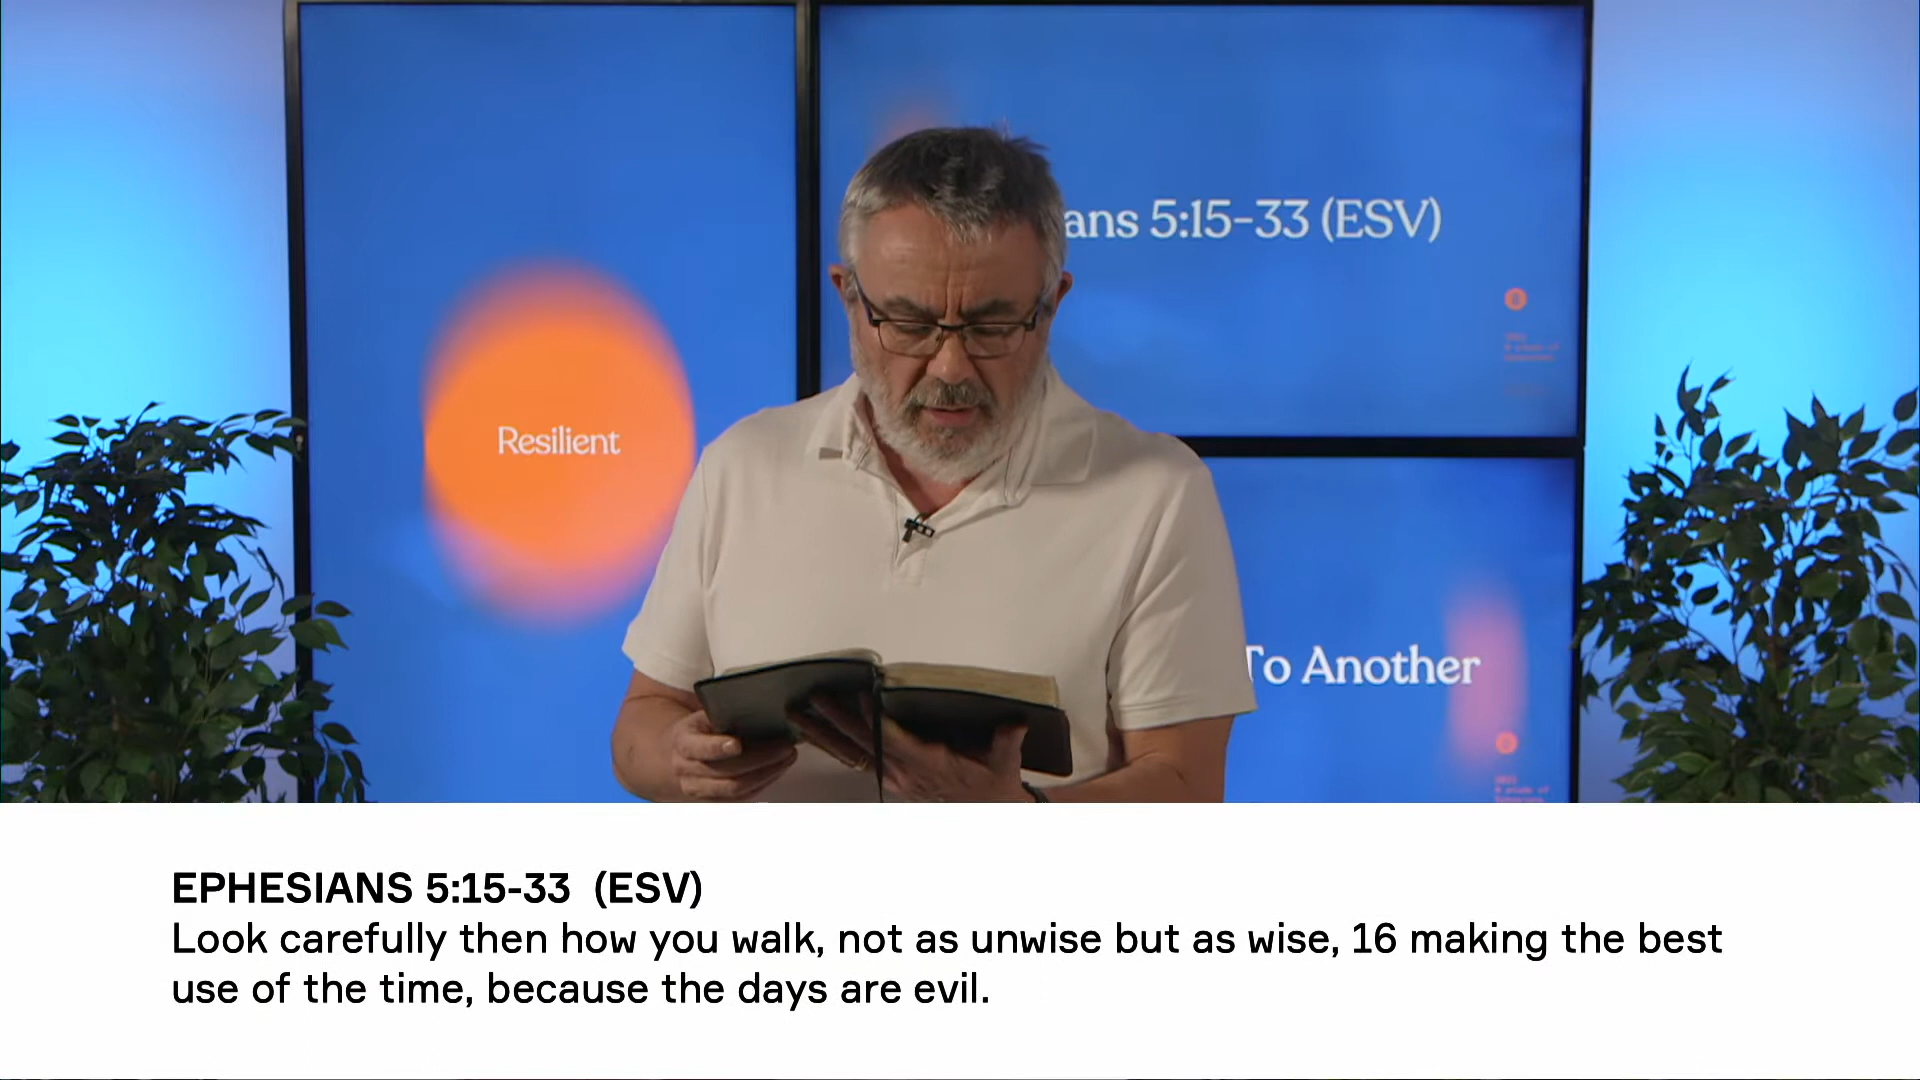 ans 5:15-33 (ESV)
Resilient
To Another
EPHESIANS 5:15-33 (ESV)
Look carefully then how you walk, not as unwise but as wise, 16 making the best
use of the time, because the days are evil.